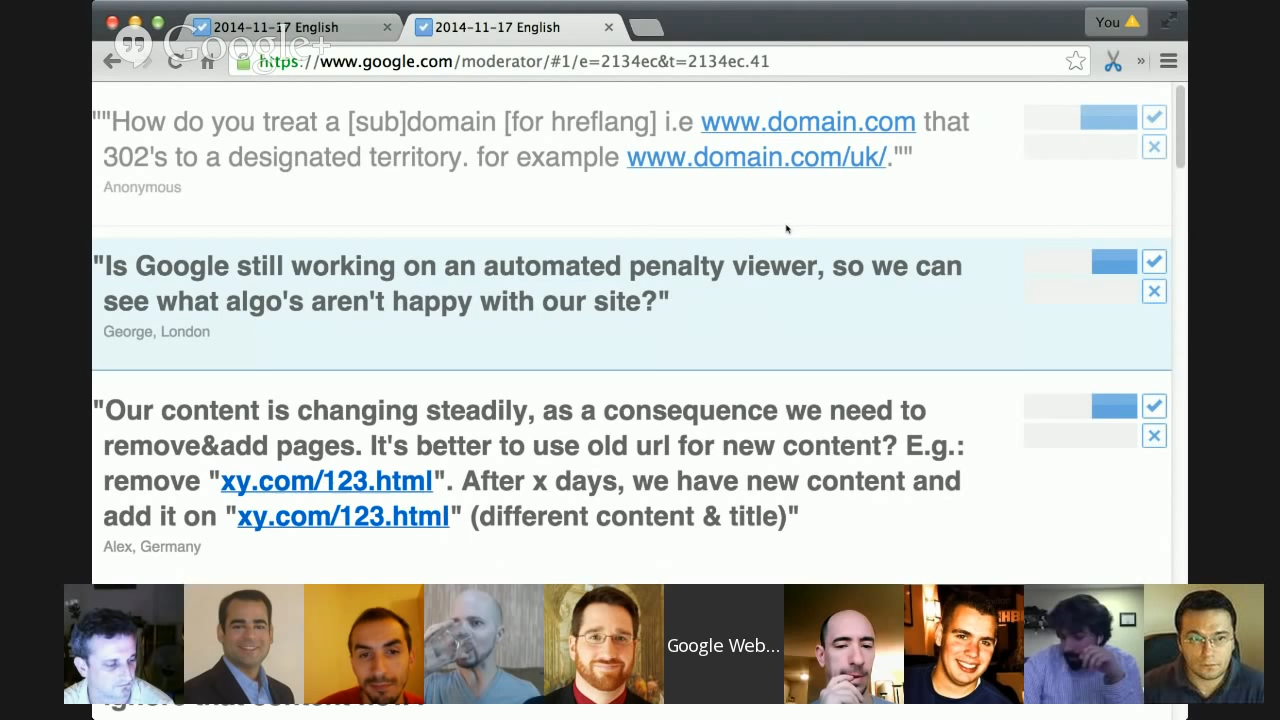 2014-11-17 English
2014-11-17 English
You
Google+
https://www.google.com/moderator/#1/e=2134ec&t=2134ec.41
""How do you treat a [sub]domain [for hreflang] i.e www.domain.com that
302's to a designated territory. for example www.domain.com/uk/.""
Anonymous
"Is Google still working on an automated penalty viewer, so we can
see what algo's aren't happy with our site?"
George, London
"Our content is changing steadily, as a consequence we need to
remove&add pages. It's better to use old url for new content? E.g.:
remove "xy.com/123.html". After x days, we have new content and
add it on "xy.com/123.html" (different content & title)"
Alex, Germany
Google Web...